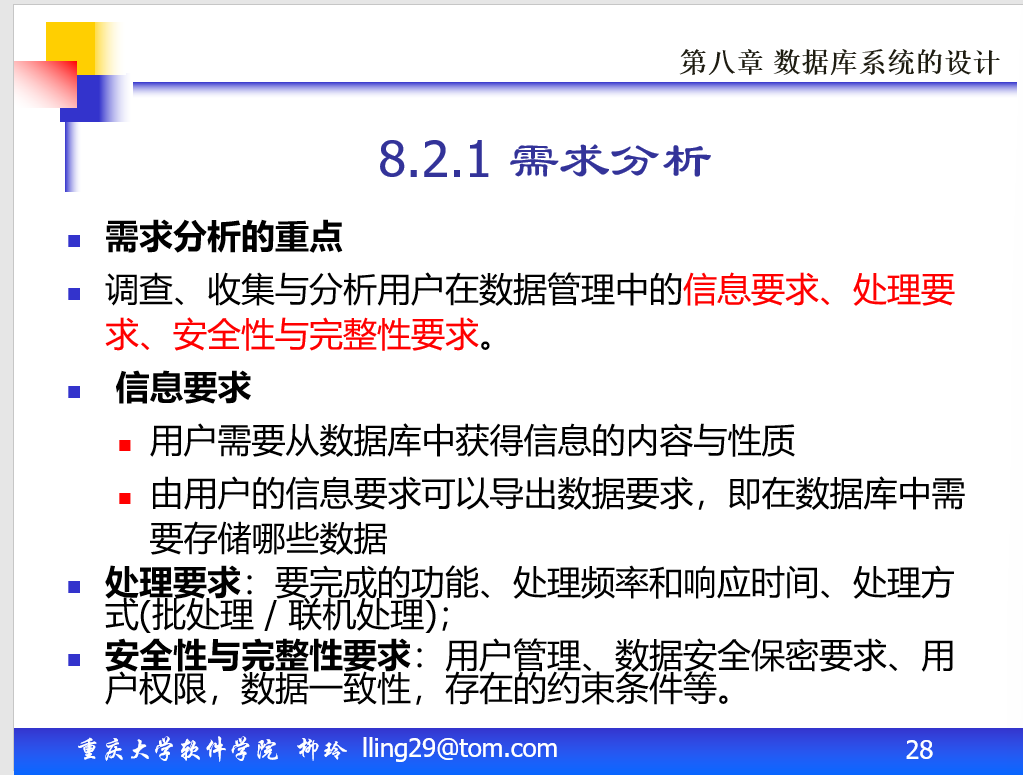 第八章 数据库系统的设计
8.2.1 需求分析
需求分析的重点
调查、收集与分析用户在数据管理中的信息要求、处理要
求、安全性与完整性要求。
信息要求
用户需要从数据库中获得信息的内容与性质
由用户的信息要求可以导出数据要求，即在数据库中需
要存储哪些数据
处理要求：要完成的功能、处理频率和响应时间、处理方
式(批处理 / 联机处理)；
安全性与完整性要求：用户管理、数据安全保密要求、用
户权限，数据一致性，存在的约束条件等。
重庆大学软件学院 柳玲 lling29@tom.com 28